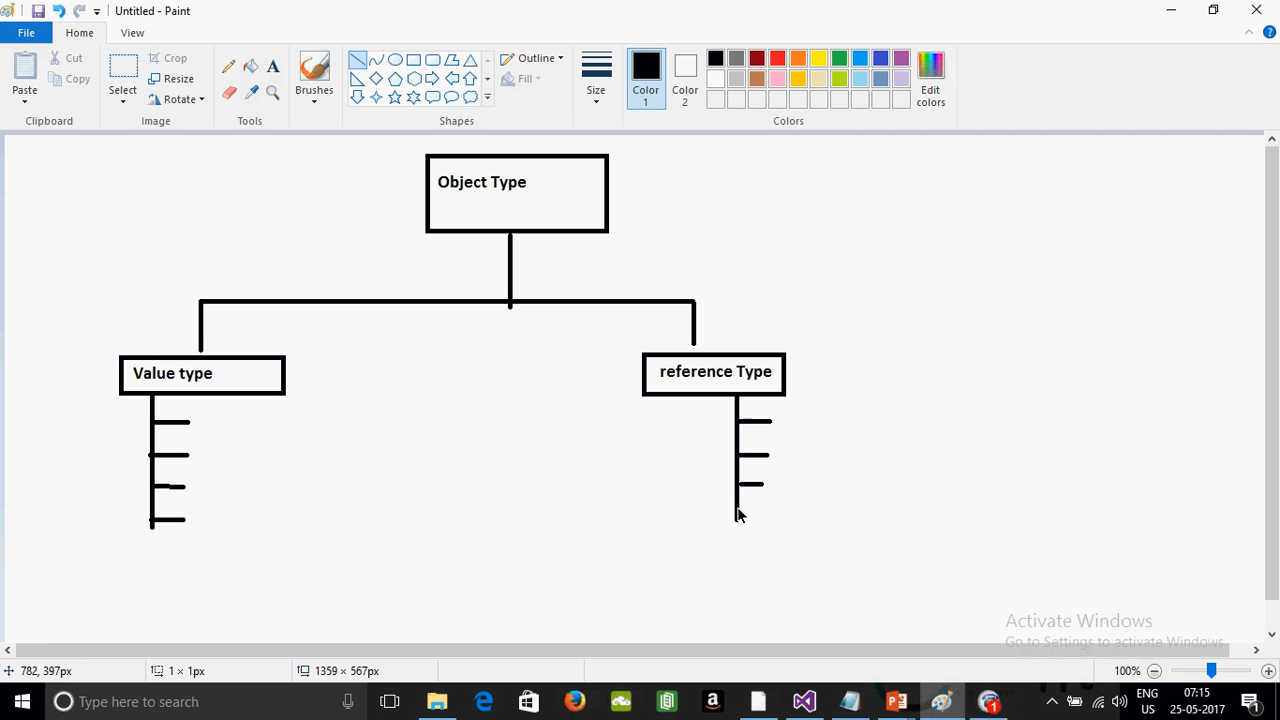 Untitled - Paint
File
Home
View
Paste
Cut
Copy
Clipboard
Select
Crop
Resize
Rotate
Image
A
Tools
Brushes
Shapes
Outline
Fill
Size
Color 1
Color 2
Edit colors
Colors
Object Type
Value type
reference Type
Activate Windows
Go to Settings to activate Windows.
782, 397px
1 × 1px
1359 × 567px
100%
Type here to search
ENG
US
07:15
25-05-2017